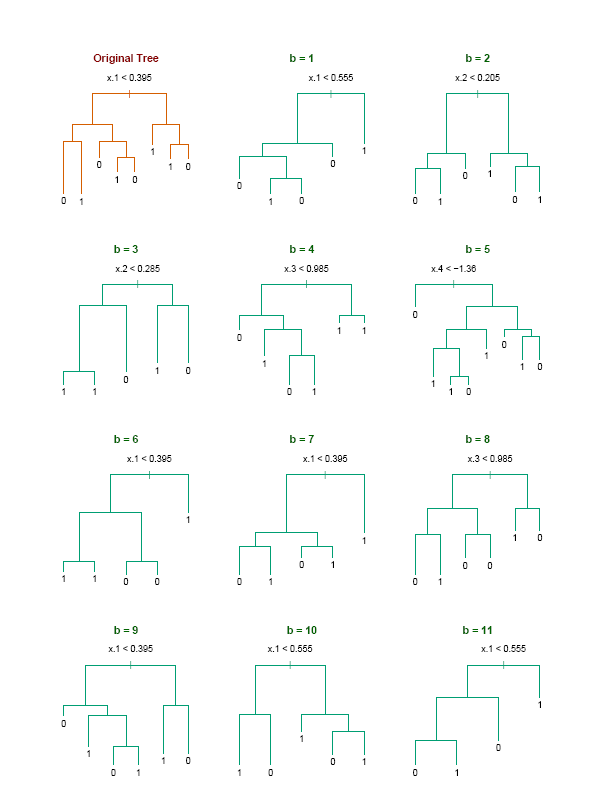 Original Tree
x.1 < 0.395
0 1 0 1 0 1 1 0
b = 1
x.1 < 0.555
0 1 0 0 1
b = 2
x.2 < 0.205
0 1 0 1 0 1
b = 3
x.2 < 0.285
1 1 0 1 0
b = 4
x.3 < 0.985
0 1 0 1 1 1
b = 5
x.4 < −1.36
0 1 1 0 1 0 1 0
b = 6
x.1 < 0.395
1 1 0 0 1
b = 7
x.1 < 0.395
0 1 0 1 1
b = 8
x.3 < 0.985
0 1 0 0 1 0
b = 9
x.1 < 0.395
0 1 0 1 1 0
b = 10
x.1 < 0.555
1 0 1 0 1
b = 11
x.1 < 0.555
0 1 0 1